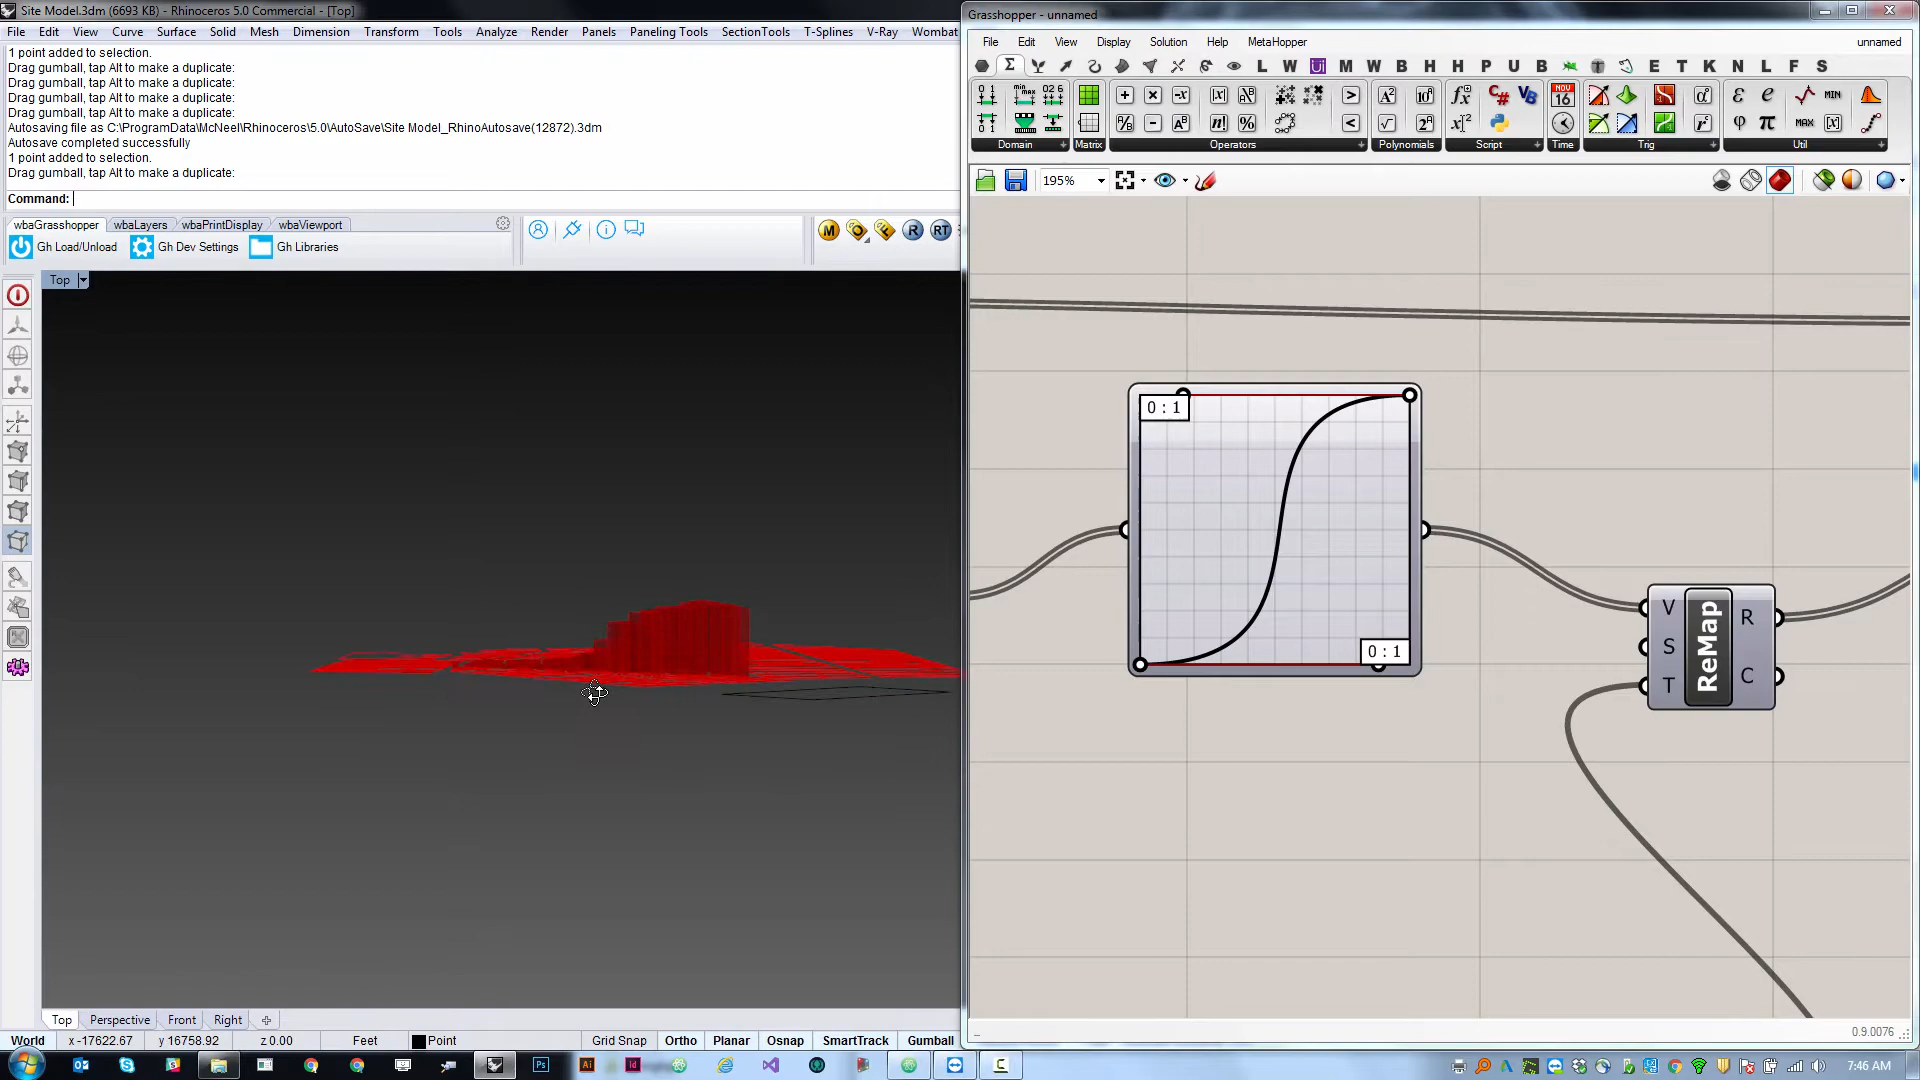 Site Model.3dm (6693 KB) - Rhinoceros 5.0 Commercial - [Top]
File Edit View Curve Surface Solid Mesh Dimension Transform Tools Analyze Render Panels Paneling Tools SectionTools T-Splines V-Ray Wombat
1 point added to selection.
Drag gumball, tap Alt to make a duplicate:
Drag gumball, tap Alt to make a duplicate:
Drag gumball, tap Alt to make a duplicate:
Drag gumball, tap Alt to make a duplicate:
Autosaving file as C:\ProgramData\McNeel\Rhinoceros\5.0\AutoSave\Site Model_RhinoAutosave(12872).3dm
Autosave completed successfully
1 point added to selection.
Drag gumball, tap Alt to make a duplicate:
Command:
wbaGrasshopper wbaLayers wbaPrintDisplay wbaViewport
Gh Load/Unload Gh Dev Settings Gh Libraries
M R RT
Top
Top Perspective Front Right
World x -17622.67 y 16758.92 z 0.00 Feet Point Grid Snap Ortho Planar Osnap SmartTrack Gumball
Grasshopper - unnamed
File Edit View Display Solution Help MetaHopper unnamed
L W Ui M W B H H P U B E T K N L F S
Domain Matrix Operators Polynomials Script Time Trig Util
195%
0 : 1
0 : 1
V S T ReMap R C
0.9.0076
7:46 AM